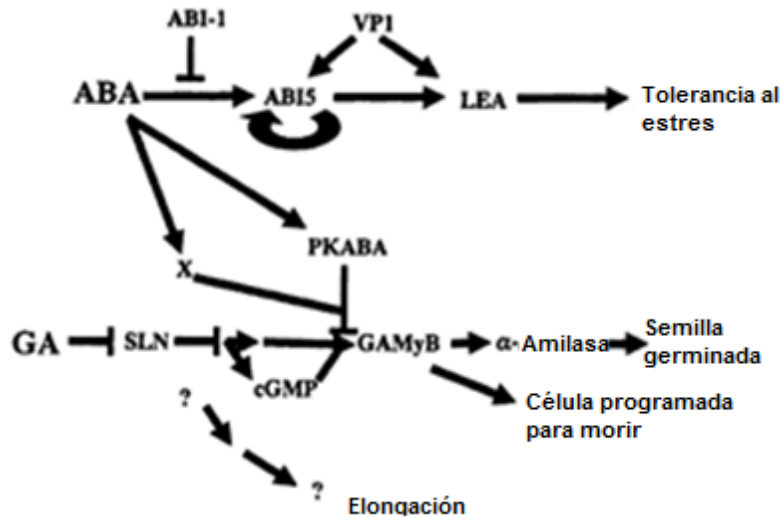 ABI-1
VP1
ABA
ABI5
LEA
Tolerancia al
estres
PKABA
X
GA
SLN
GAMyB
α-Amilasa
Semilla
germinada
cGMP
?
Célula programada
para morir
?
Elongación